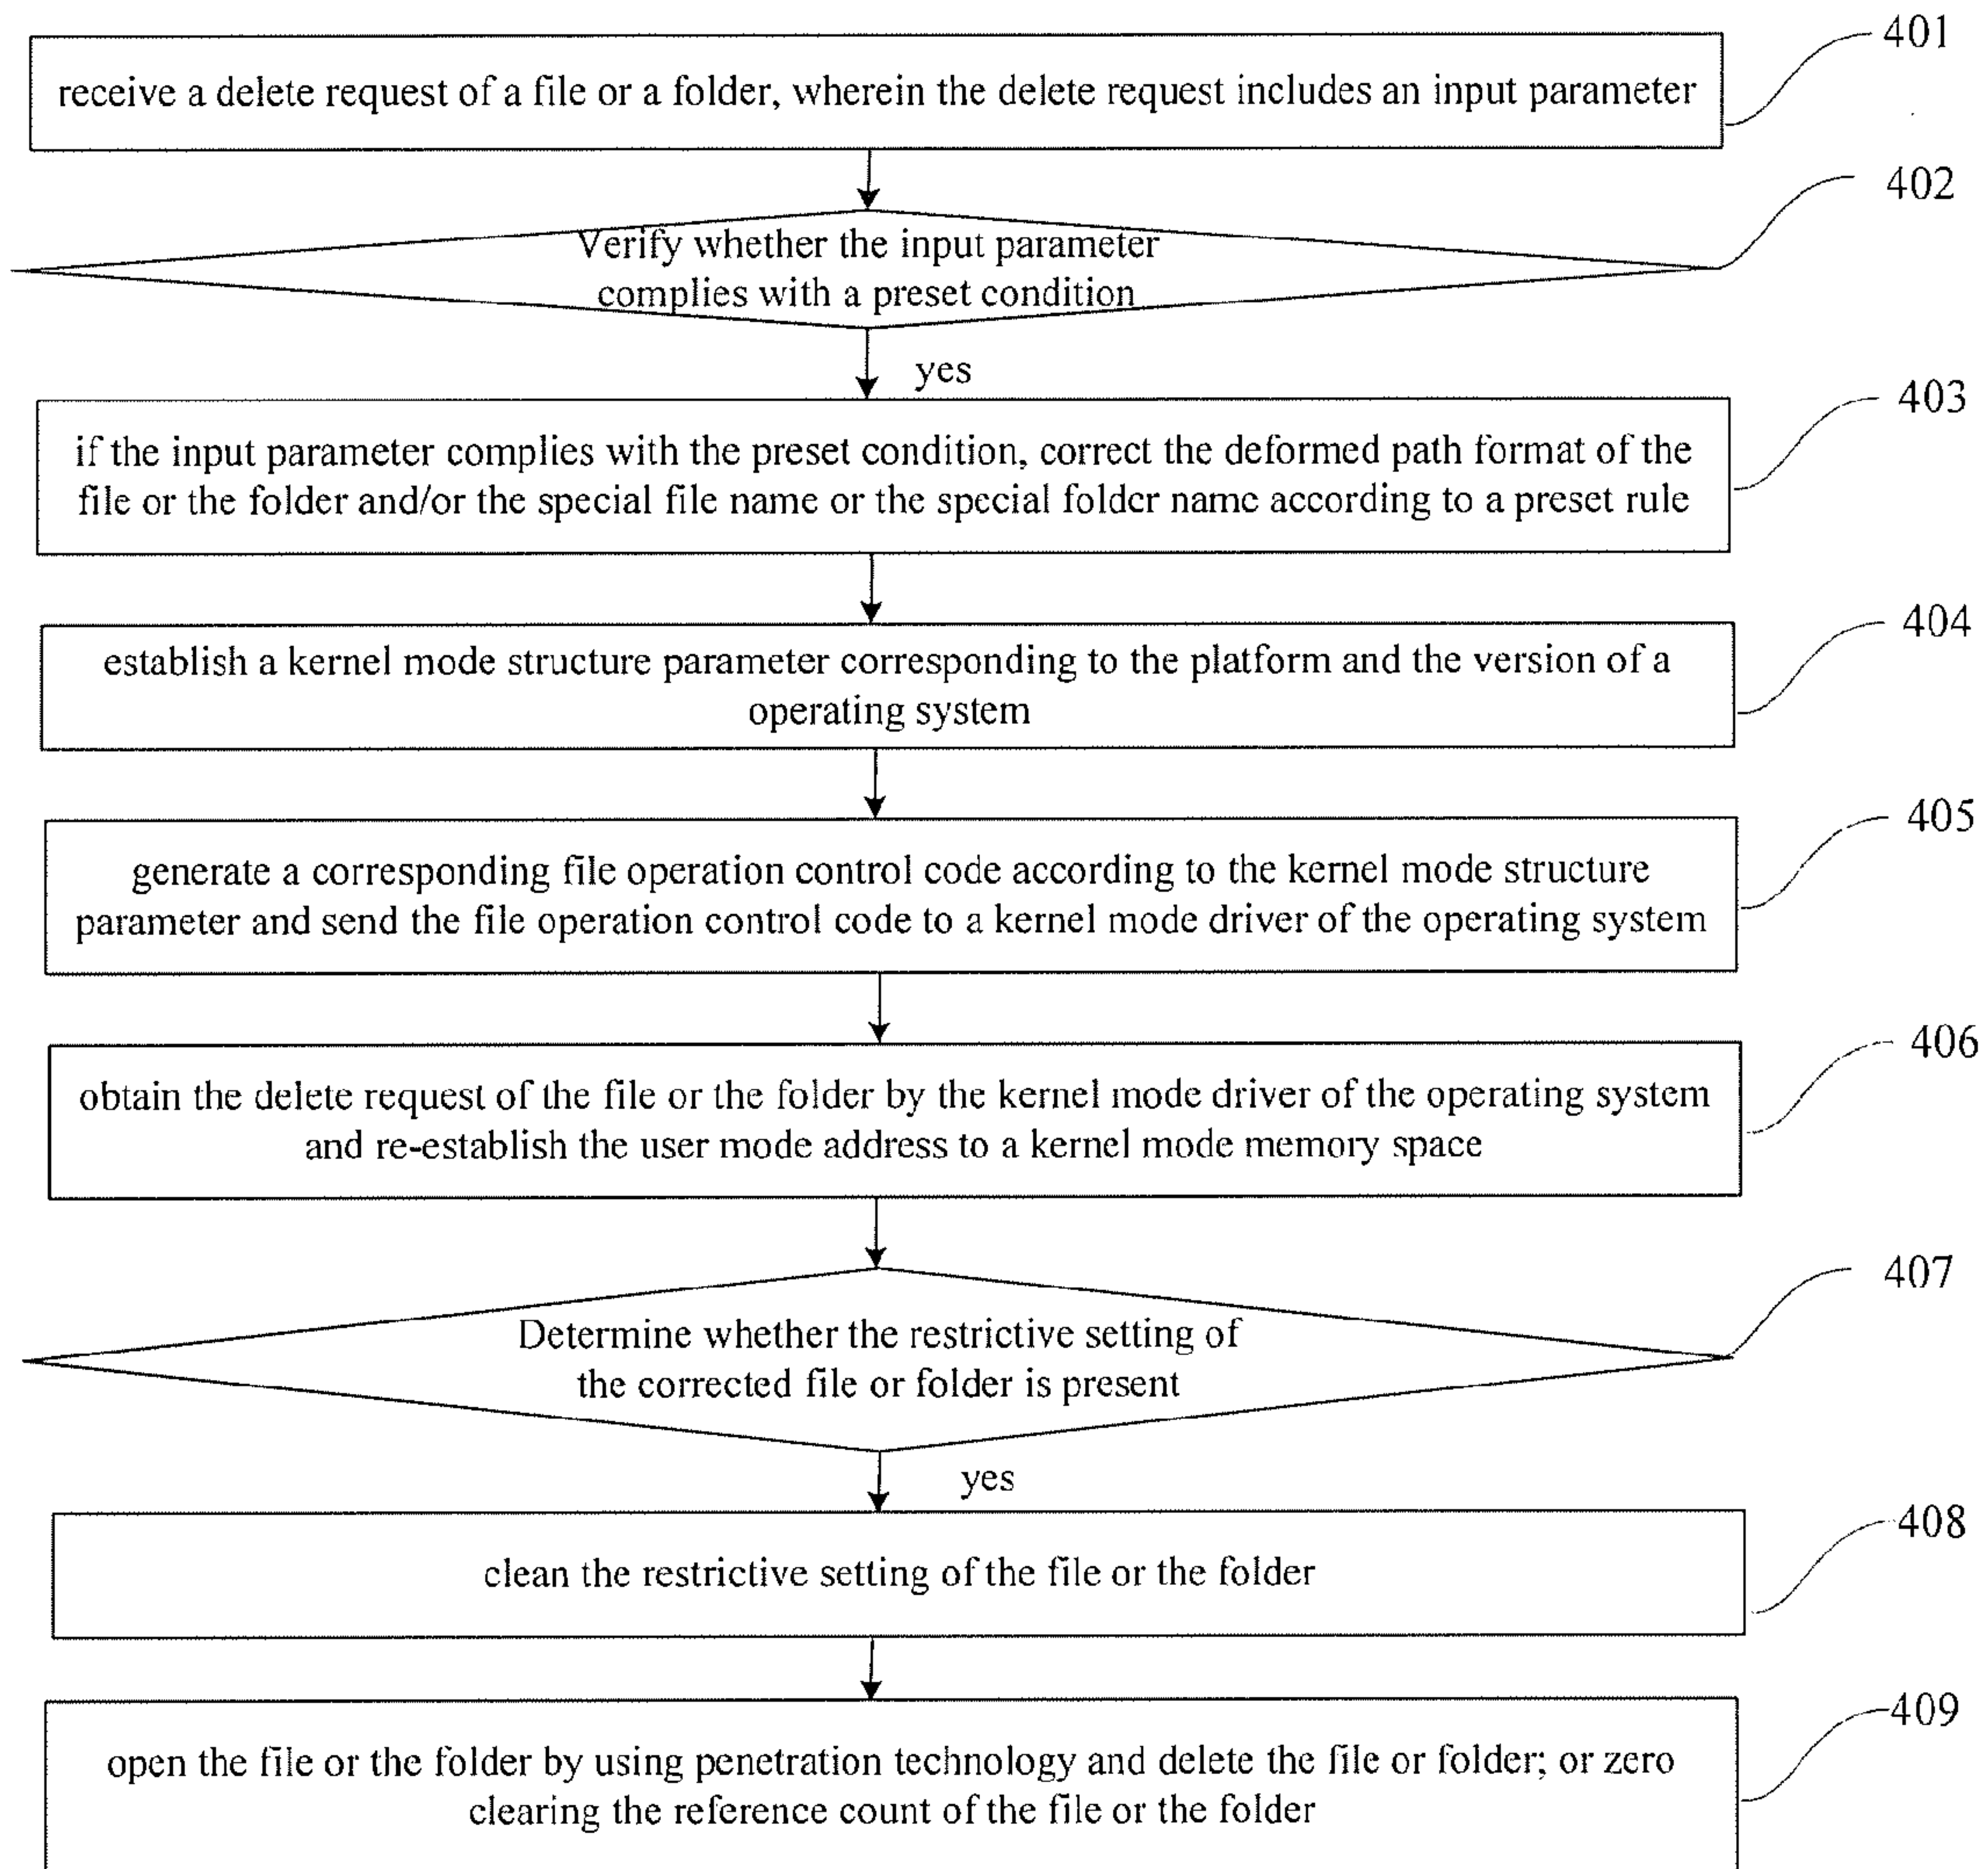 401
receive a delete request of a file or a folder, wherein the delete request includes an input parameter
402
Verify whether the input parameter
complies with a preset condition
yes
403
if the input parameter complies with the preset condition, correct the deformed path format of the
file or the folder and/or the special file name or the special folder name according to a preset rule
404
establish a kernel mode structure parameter corresponding to the platform and the version of a
operating system
405
generate a corresponding file operation control code according to the kernel mode structure
parameter and send the file operation control code to a kernel mode driver of the operating system
406
obtain the delete request of the file or the folder by the kernel mode driver of the operating system
and re-establish the user mode address to a kernel mode memory space
407
Determine whether the restrictive setting of
the corrected file or folder is present
yes
408
clean the restrictive setting of the file or the folder
409
open the file or the folder by using penetration technology and delete the file or folder; or zero
clearing the reference count of the file or the folder